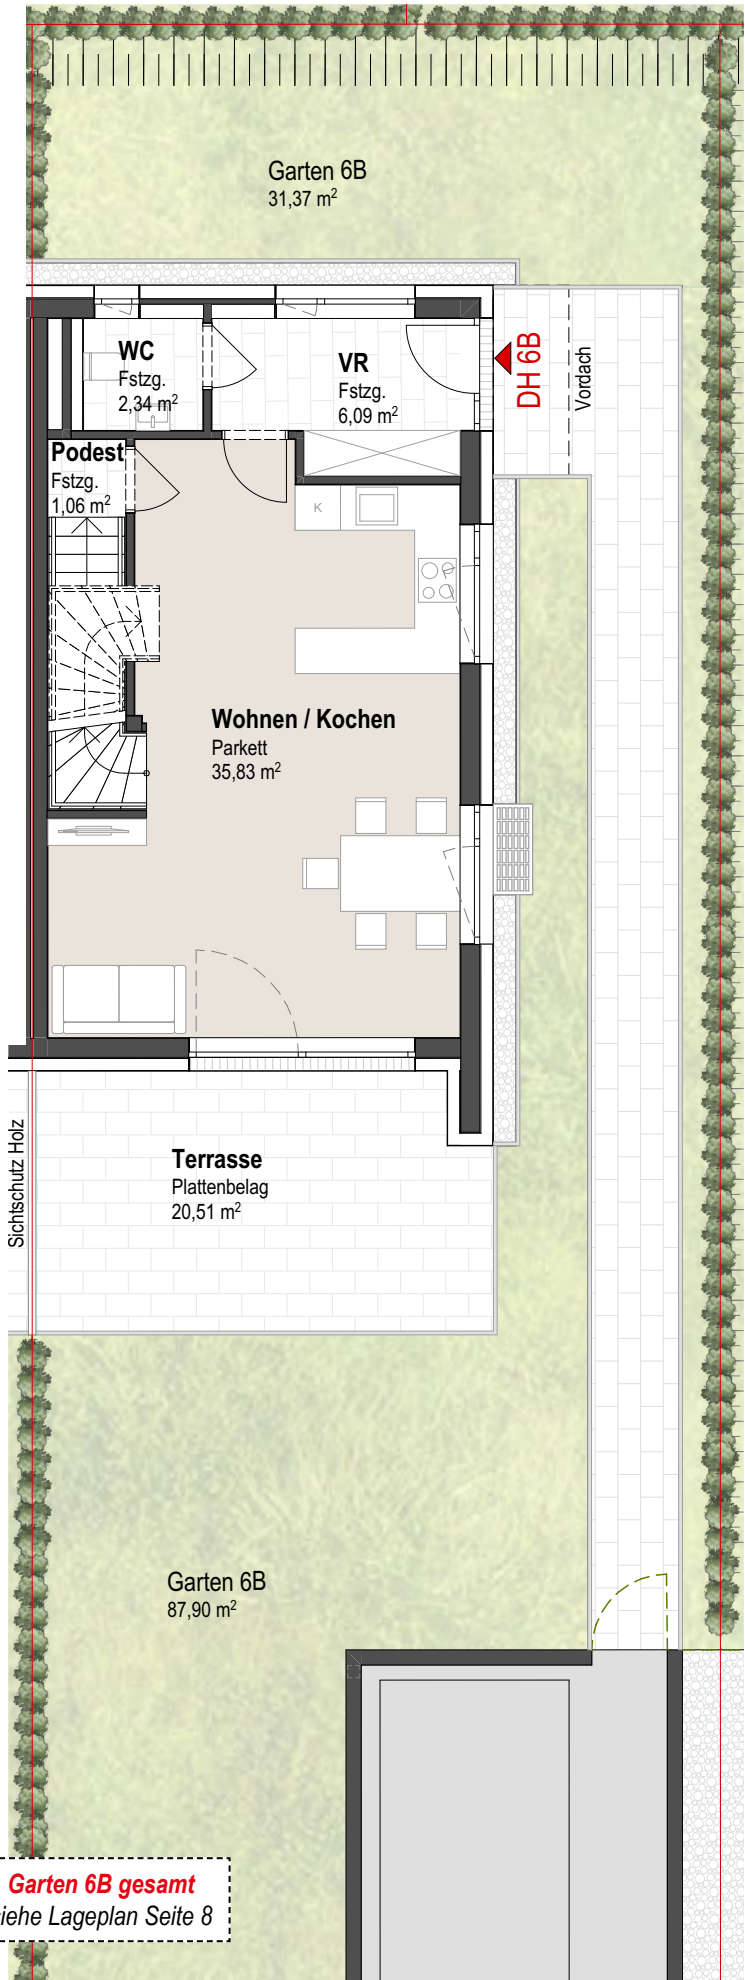 Garten 6B
31,37 m²
WC
Fstzg.
2,34 m²
VR
Fstzg.
6,09 m²
DH 6B
Vordach
Podest
Fstzg.
1,06 m²
K
Wohnen / Kochen
Parkett
35,83 m²
Sichtschutz Holz
Terrasse
Plattenbelag
20,51 m²
Garten 6B
87,90 m²
Garten 6B gesamt
siehe Lageplan Seite 8